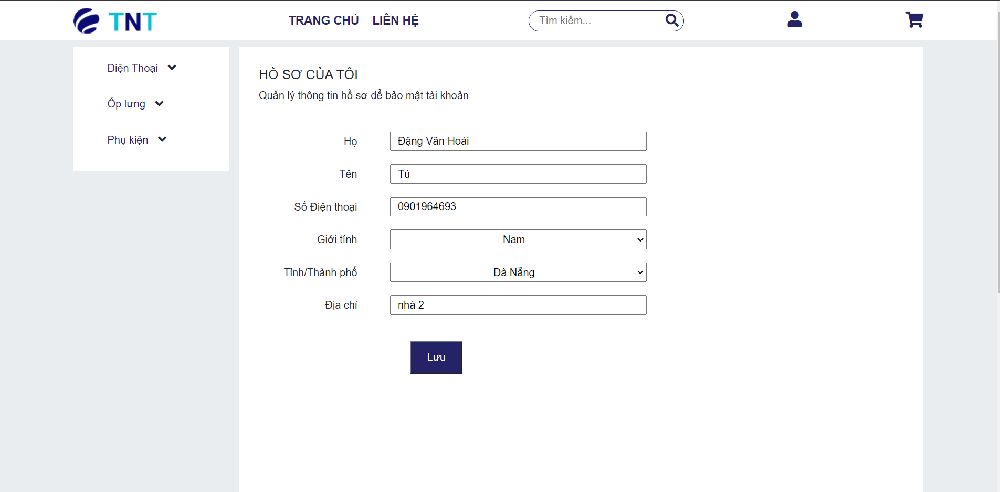 TNT
TRANG CHỦ LIÊN HỆ
Tìm kiếm...
Điện Thoại
Ốp lưng
Phụ kiện
HỒ SƠ CỦA TÔI
Quản lý thông tin hồ sơ để bảo mật tài khoản
Họ Đặng Văn Hoài
Tên Tú
Số Điện thoại 0901964693
Giới tính Nam
Tỉnh/Thành phố Đà Nẵng
Địa chỉ nhà 2
Lưu